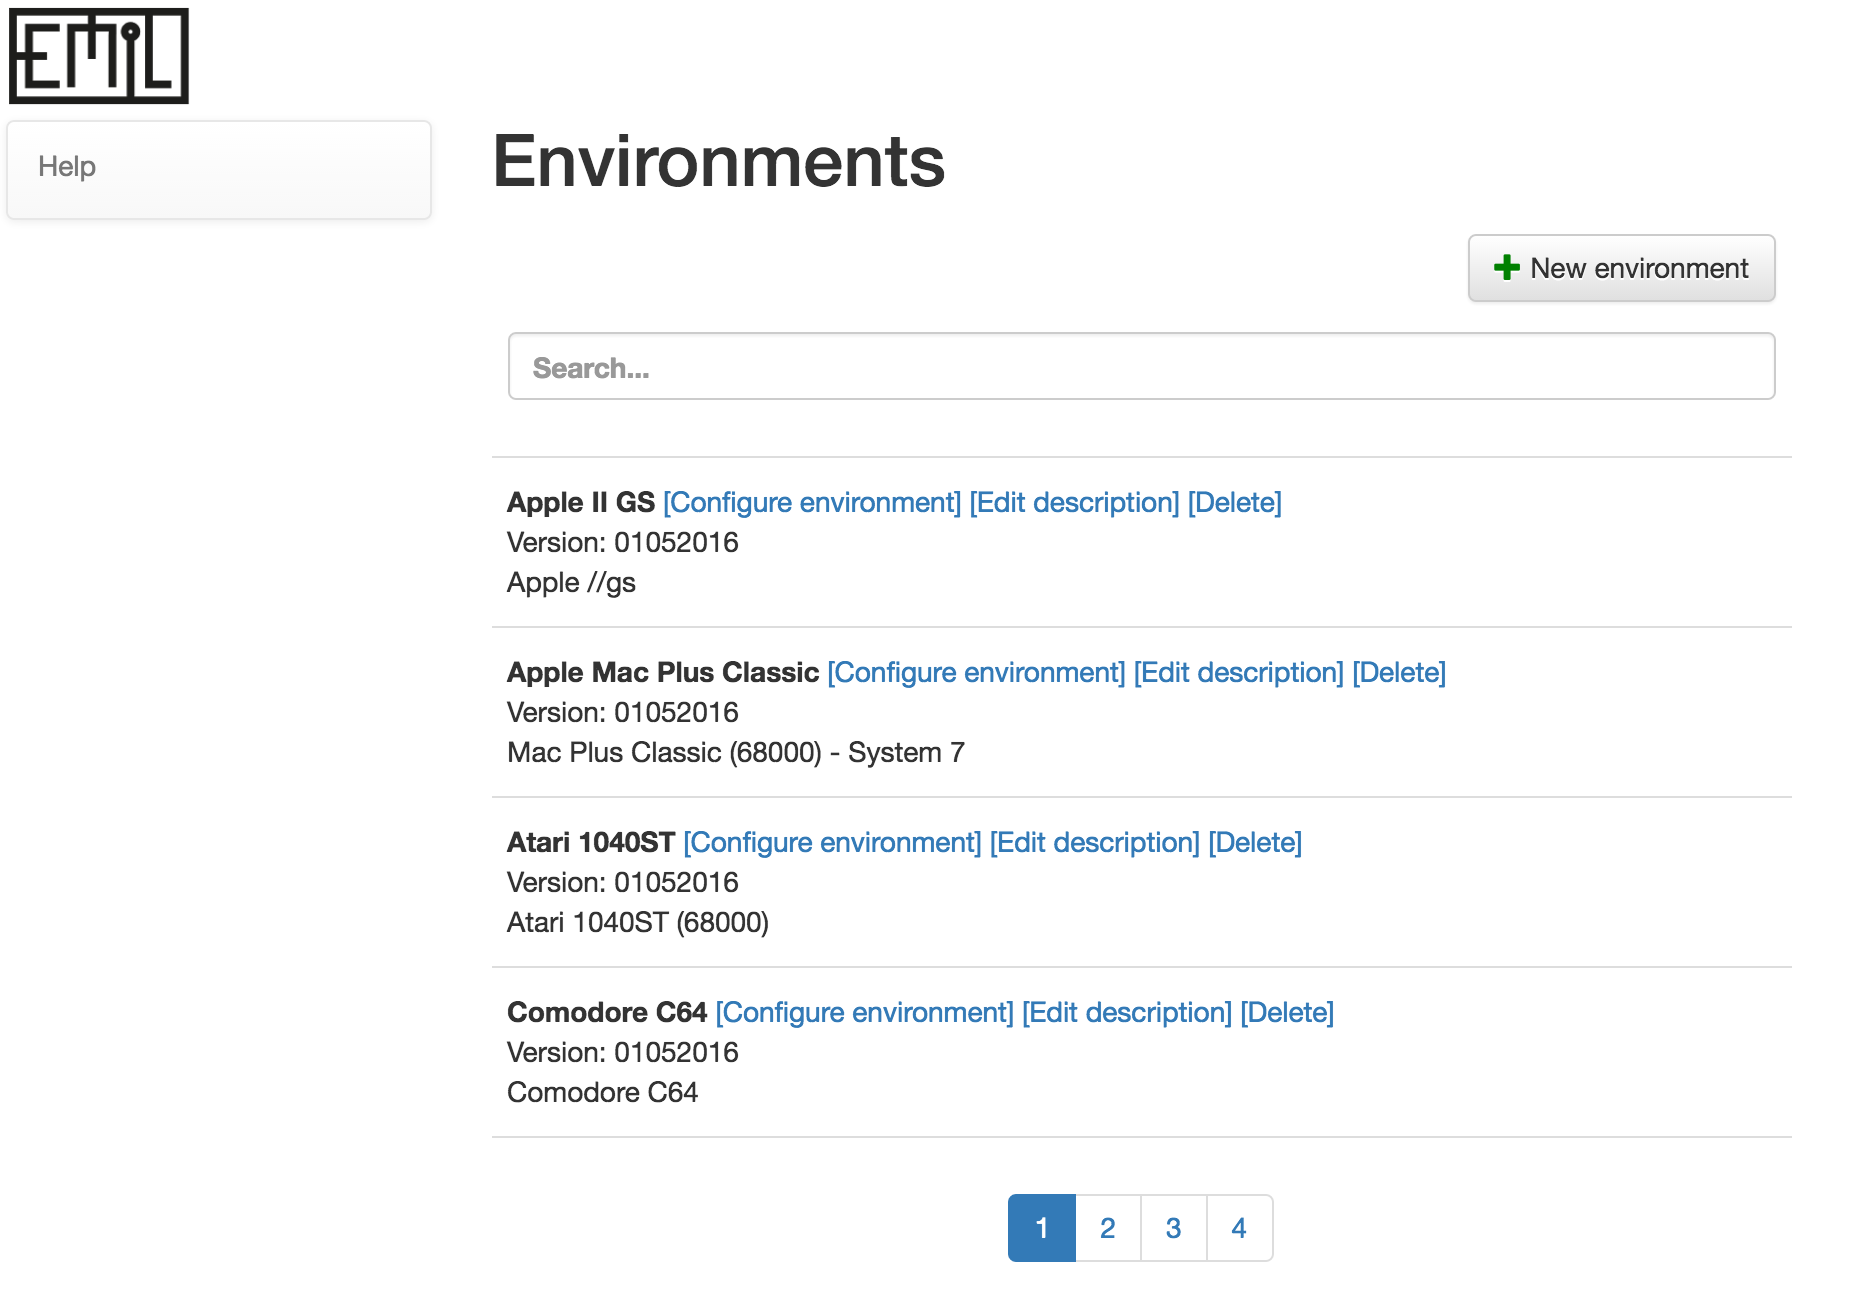 EMiL
Help
Environments
New environment
Search...
Apple II GS [Configure environment] [Edit description] [Delete]
Version: 01052016
Apple //gs
Apple Mac Plus Classic [Configure environment] [Edit description] [Delete]
Version: 01052016
Mac Plus Classic (68000) - System 7
Atari 1040ST [Configure environment] [Edit description] [Delete]
Version: 01052016
Atari 1040ST (68000)
Comodore C64 [Configure environment] [Edit description] [Delete]
Version: 01052016
Comodore C64
1 2 3 4